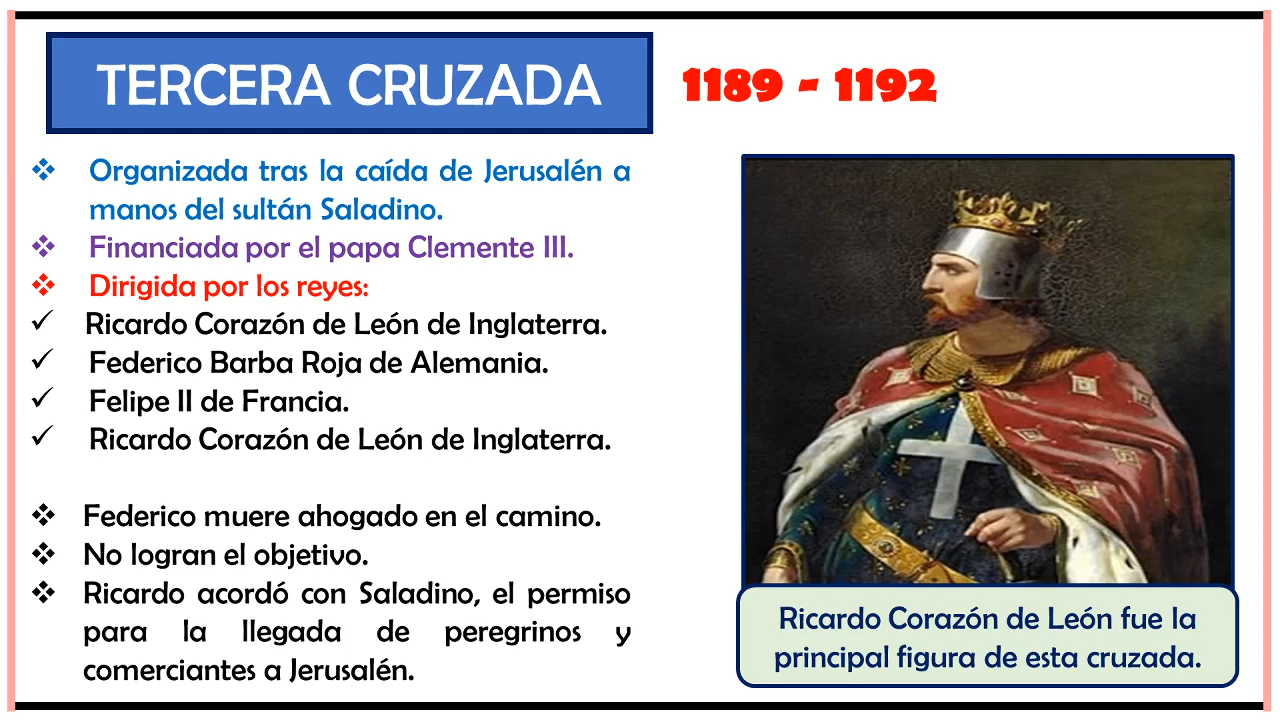 TERCERA CRUZADA
1189 - 1192
❖ Organizada tras la caída de Jerusalén a
manos del sultán Saladino.
❖ Financiada por el papa Clemente III.
❖ Dirigida por los reyes:
✓ Ricardo Corazón de León de Inglaterra.
✓ Federico Barba Roja de Alemania.
✓ Felipe II de Francia.
✓ Ricardo Corazón de León de Inglaterra.
❖ Federico muere ahogado en el camino.
❖ No logran el objetivo.
❖ Ricardo acordó con Saladino, el permiso
para la llegada de peregrinos y
comerciantes a Jerusalén.
Ricardo Corazón de León fue la
principal figura de esta cruzada.